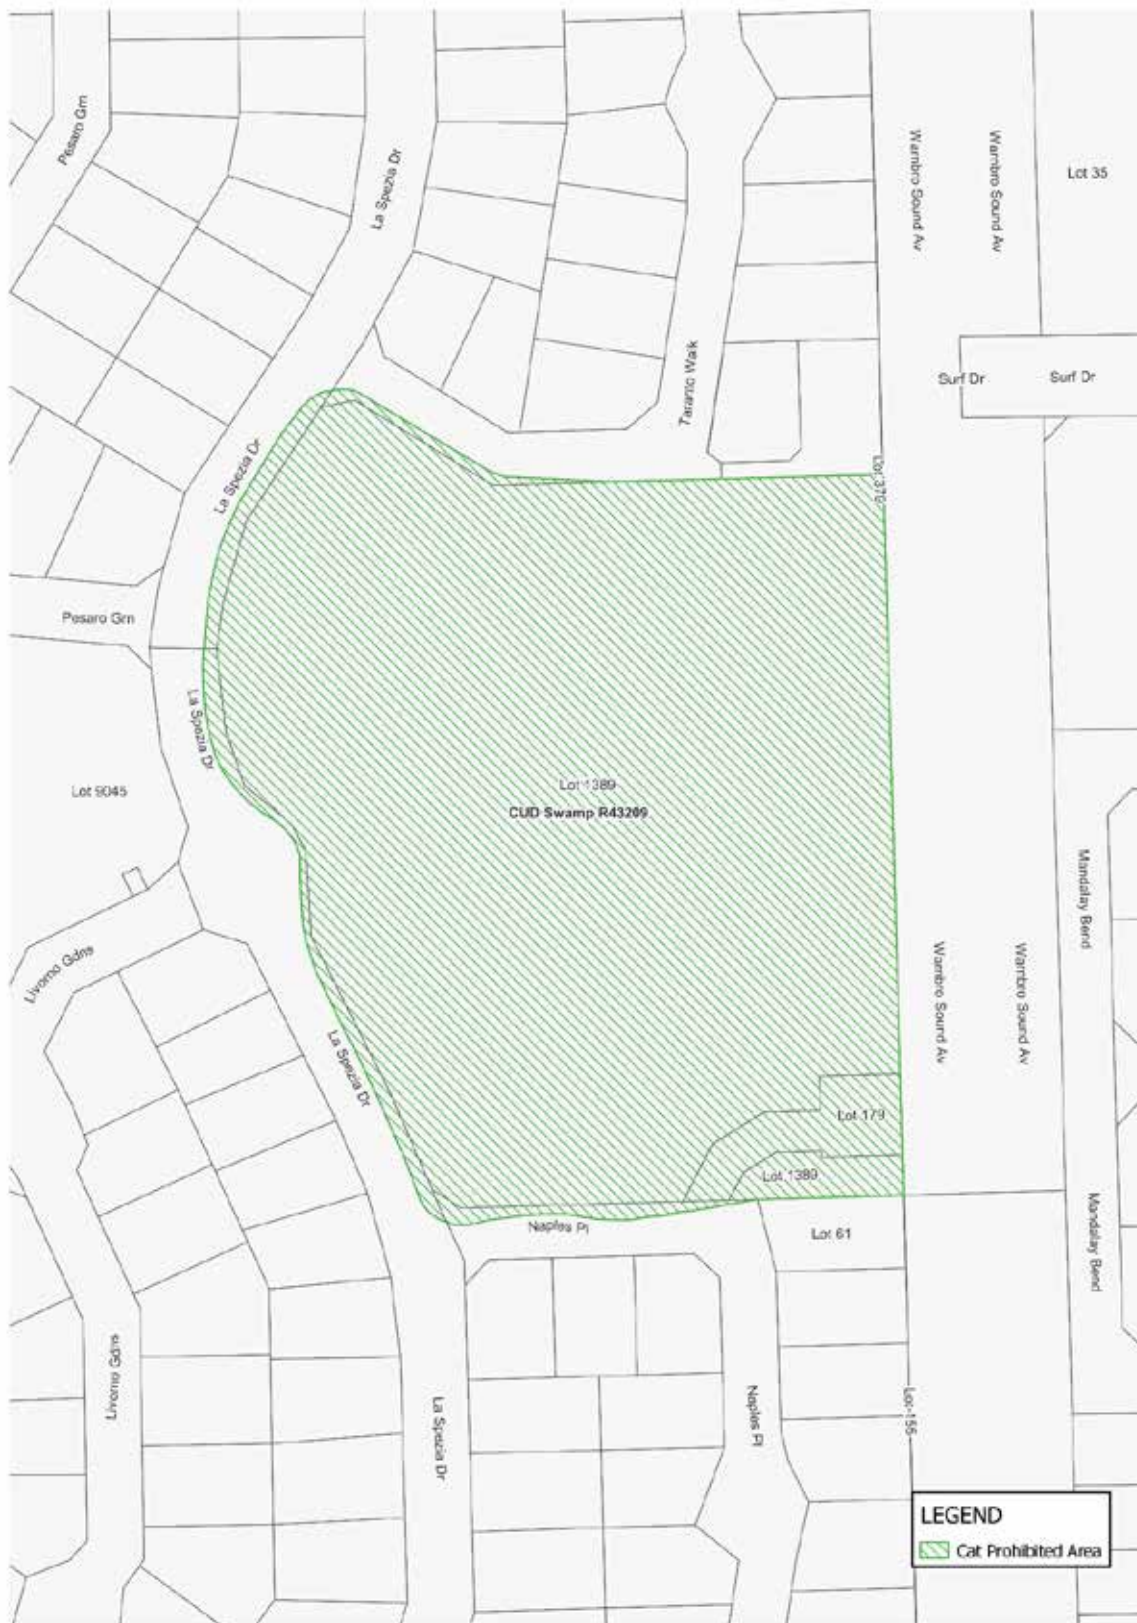 Pesaro Grn
La Spezia Dr
Warnbro Sound Av
Warnbro Sound Av
Lot 35
Taranto Walk
Surf Dr
Surf Dr
La Spezia Dr
Lot 370
Pesaro Grn
La Spezia Dr
Lot 9045
Lot 1389
CUD Swamp R43209
Mandalay Bend
Livorno Gdns
Warnbro Sound Av
Warnbro Sound Av
La Spezia Dr
Lot 179
Lot 1389
Naples Pl
Lot 61
Mandalay Bend
Livorno Gdns
La Spezia Dr
Naples Pl
Lot 155
LEGEND
Cat Prohibited Area